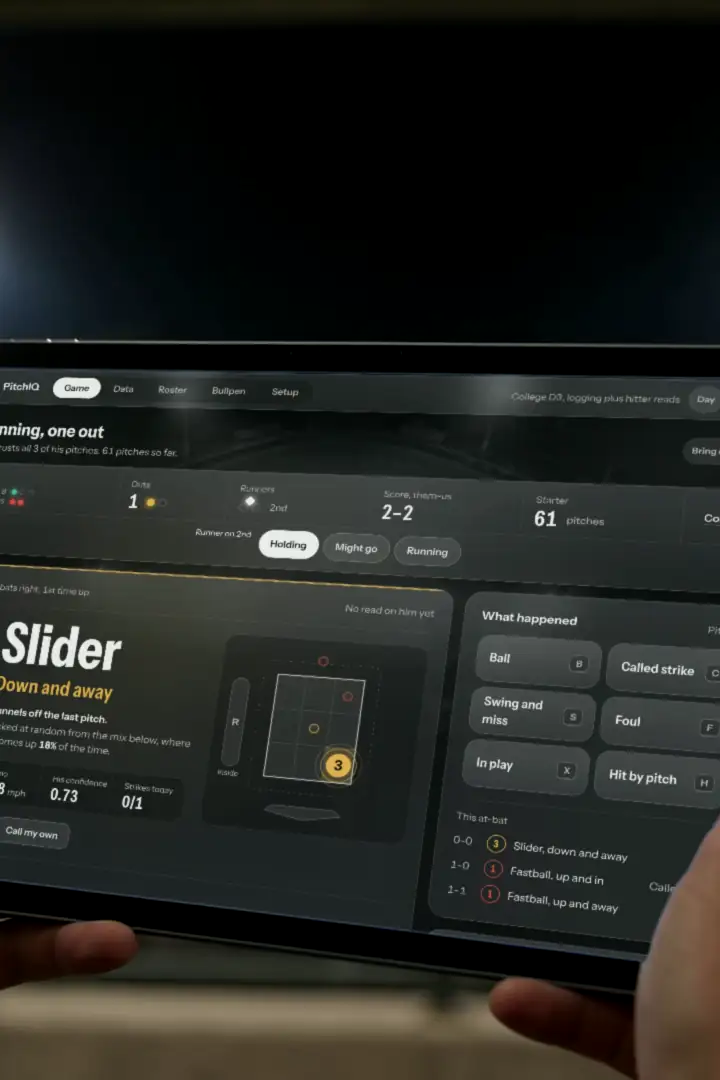 PitchIQ Game Data Roster Bullpen Setup College D3, logging plus hitter reads Day
nning, one out
rusts all 3 of his pitches. 61 pitches so far.
Bring
Outs Runners Score, them-us Starter
1 2nd 2-2 61 pitches Co
Runner on 2nd Holding Might go Running
bats right, 1st time up
No read on him yet
Slider
Down and away
nnels off the last pitch.
cked at random from the mix below, where
omes up 18% of the time.
His confidence Strikes today
8 mph 0.73 0/1
Call my own
R
Inside
3
What happened
Pit
Ball B Called strike C
Swing and miss S Foul F
In play X Hit by pitch H
This at-bat
0-0 3 Slider, down and away
1-0 1 Fastball, up and in Calle
1-1 1 Fastball, up and away